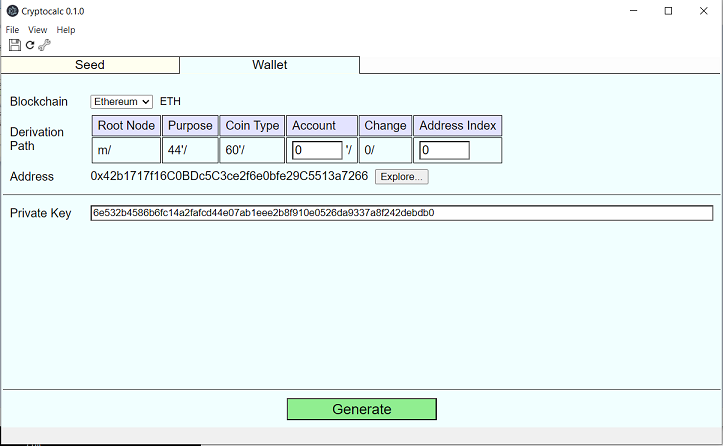 Cryptocalc 0.1.0
File View Help
Seed Wallet
Blockchain Ethereum ETH
Derivation Path
Root Node Purpose Coin Type Account Change Address Index
m/ 44'/ 60'/ 0 '/ 0/ 0
Address 0x42b1717f16C0BDc5C3ce2f6e0bfe29C5513a7266 Explore...
Private Key 6e532b4586b6fc14a2fafcd44e07ab1eee2b8f910e0526da9337a8f242debdb0
Generate